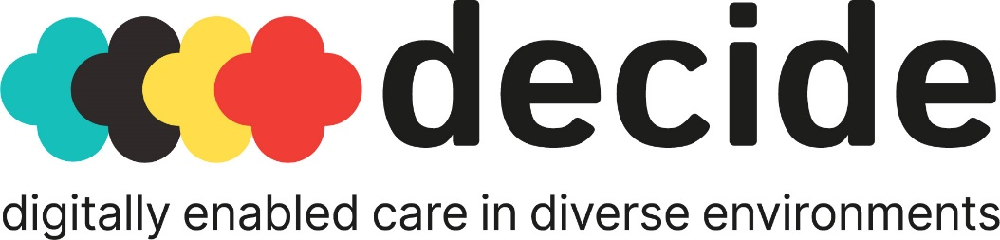 decide
digitally enabled care in diverse environments